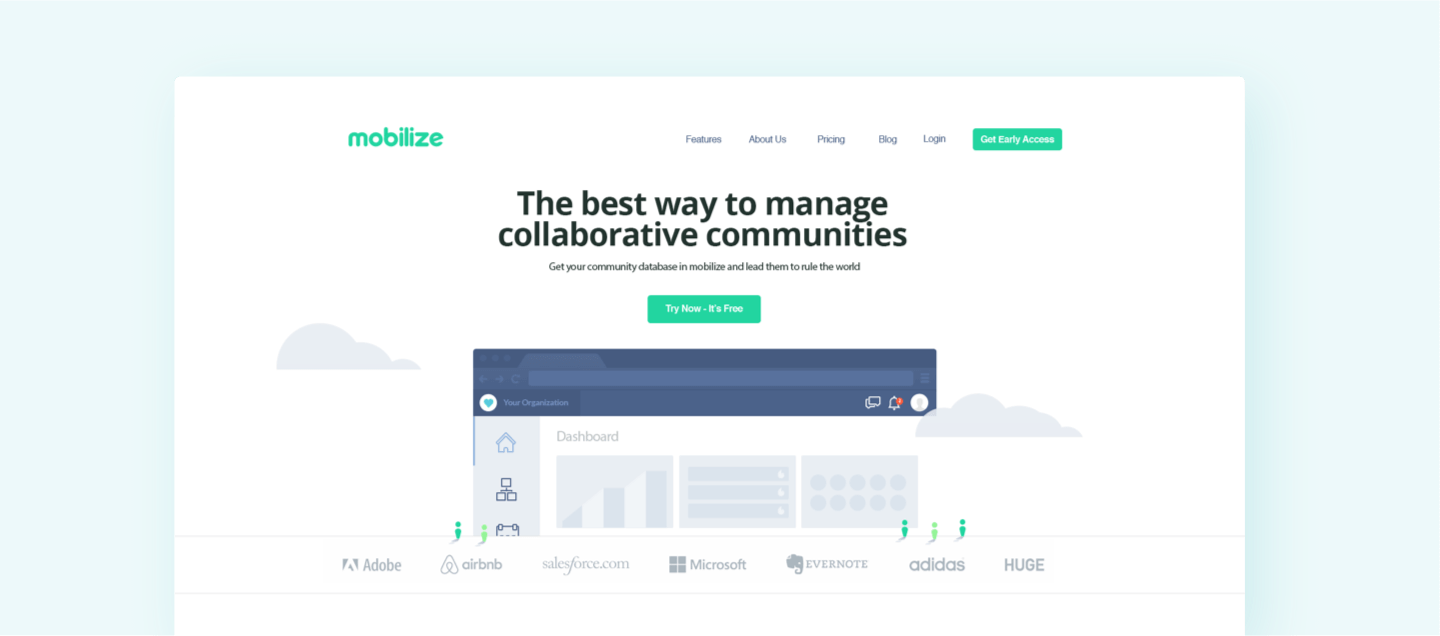 mobilize
Features About Us Pricing Blog Login Get Early Access
The best way to manage
collaborative communities
Get your community database in mobilize and lead them to rule the world
Try Now - It's Free
Your Organization
Dashboard
Adobe airbnb salesforce.com Microsoft EVERNOTE adidas HUGE